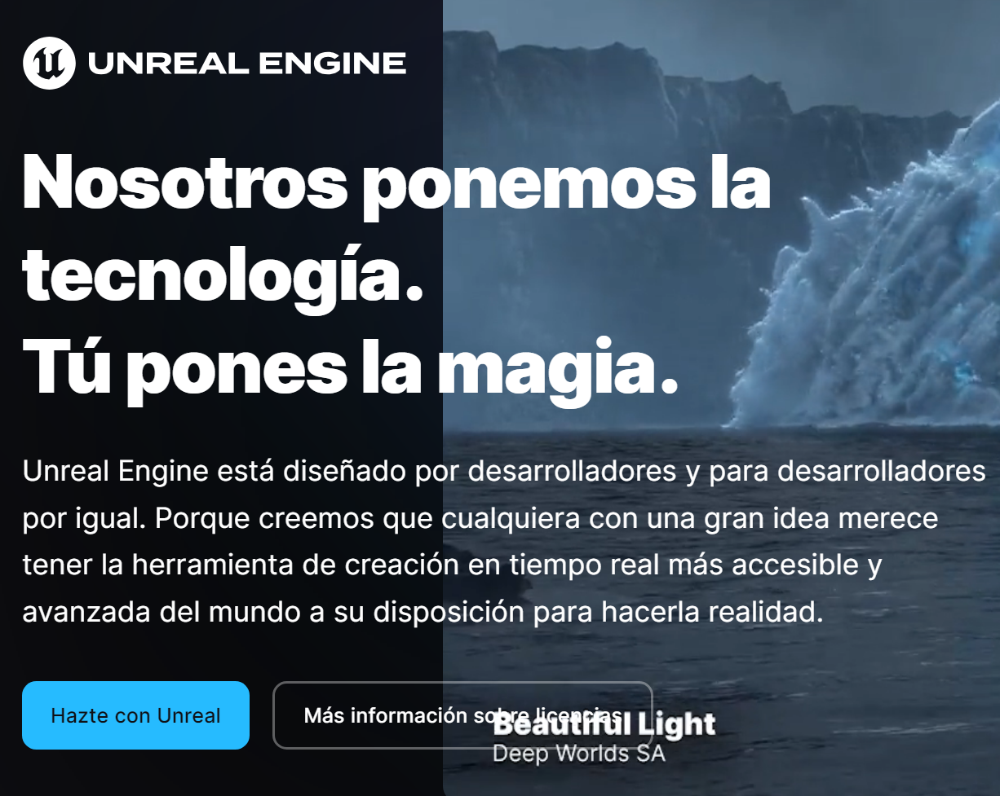 UNREAL ENGINE
Nosotros ponemos la
tecnología.
Tú pones la magia.
Unreal Engine está diseñado por desarrolladores y para desarrolladores
por igual. Porque creemos que cualquiera con una gran idea merece
tener la herramienta de creación en tiempo real más accesible y
avanzada del mundo a su disposición para hacerla realidad.
Hazte con Unreal
Más información sobre licencias
Beautiful Light
Deep Worlds SA